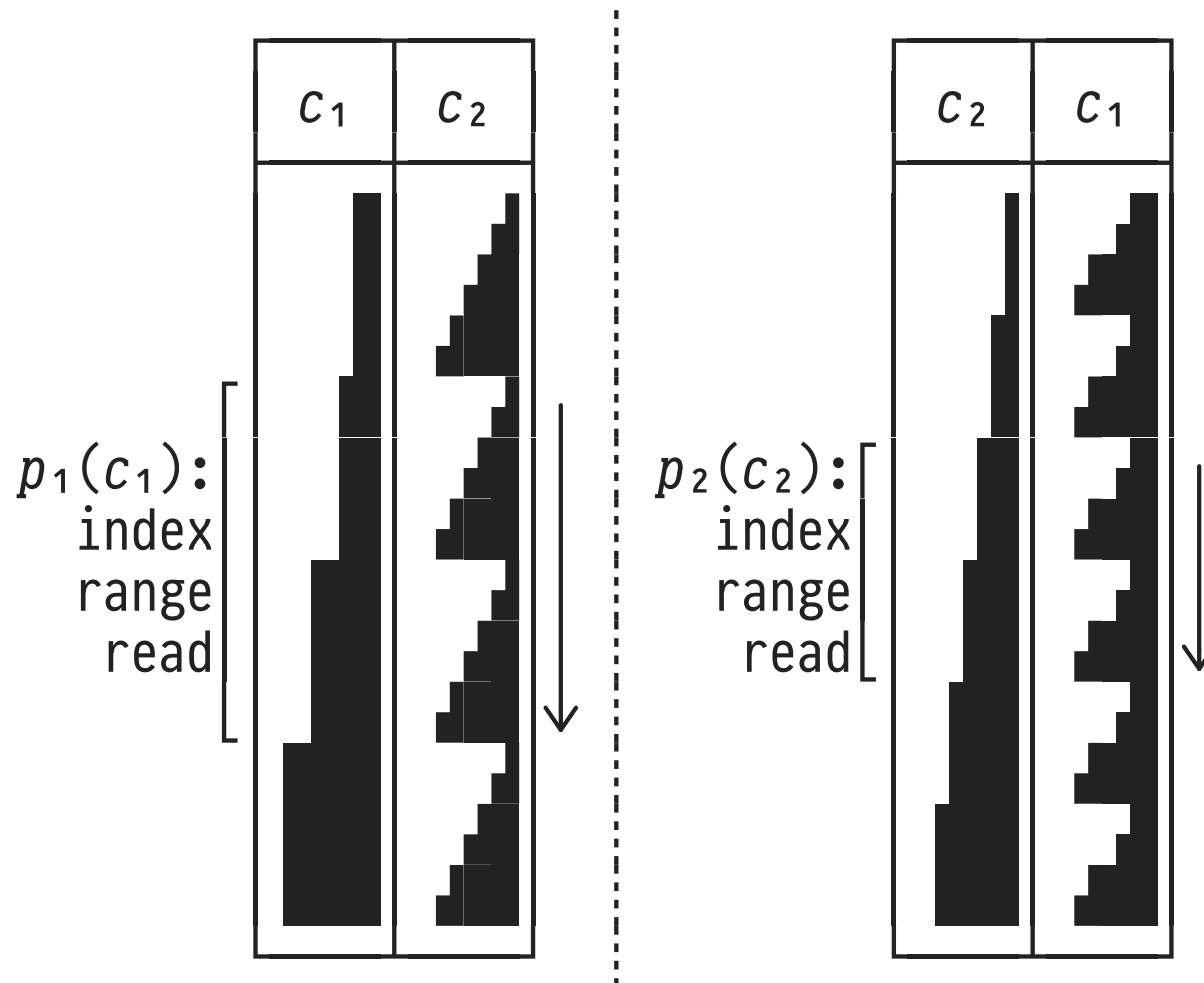 c₁ c₂
p₁(c₁):
index
range
read
c₂ c₁
p₂(c₂):
index
range
read